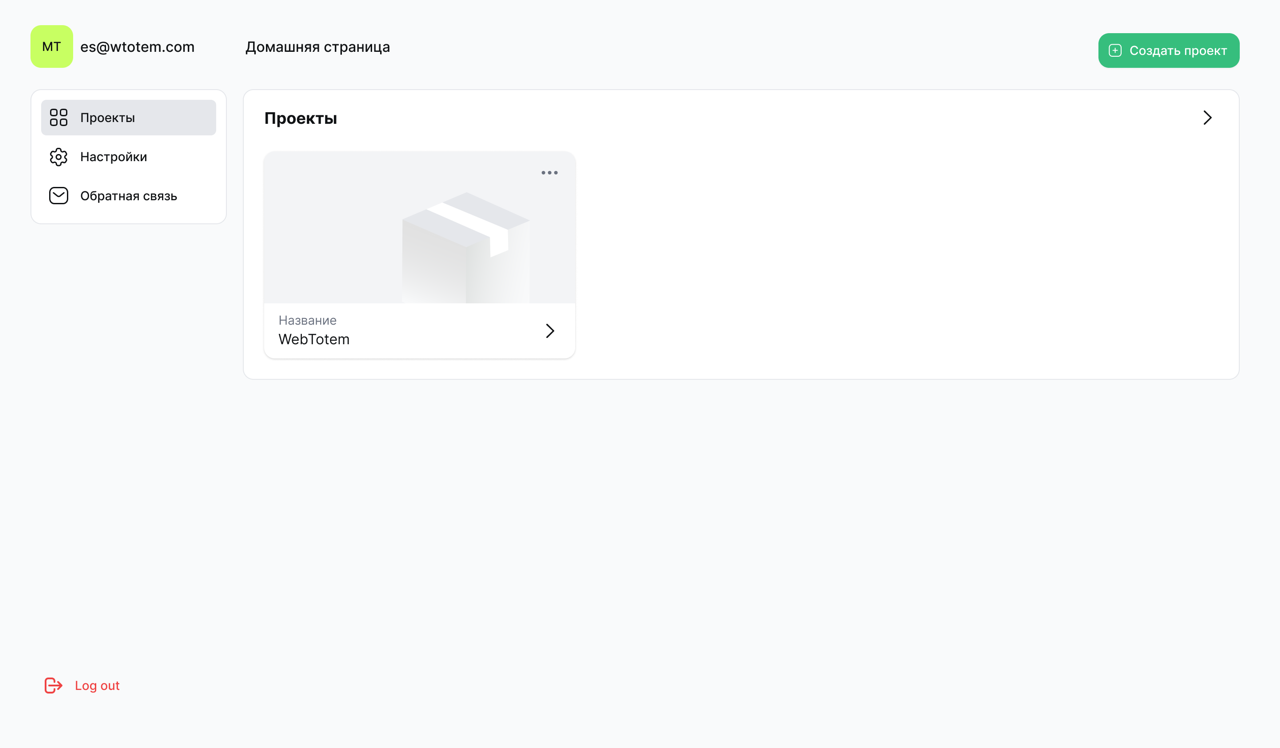 MT
es@wtotem.com
Домашняя страница
Создать проект
Проекты
Настройки
Обратная связь
Проекты
Название
WebTotem
Log out